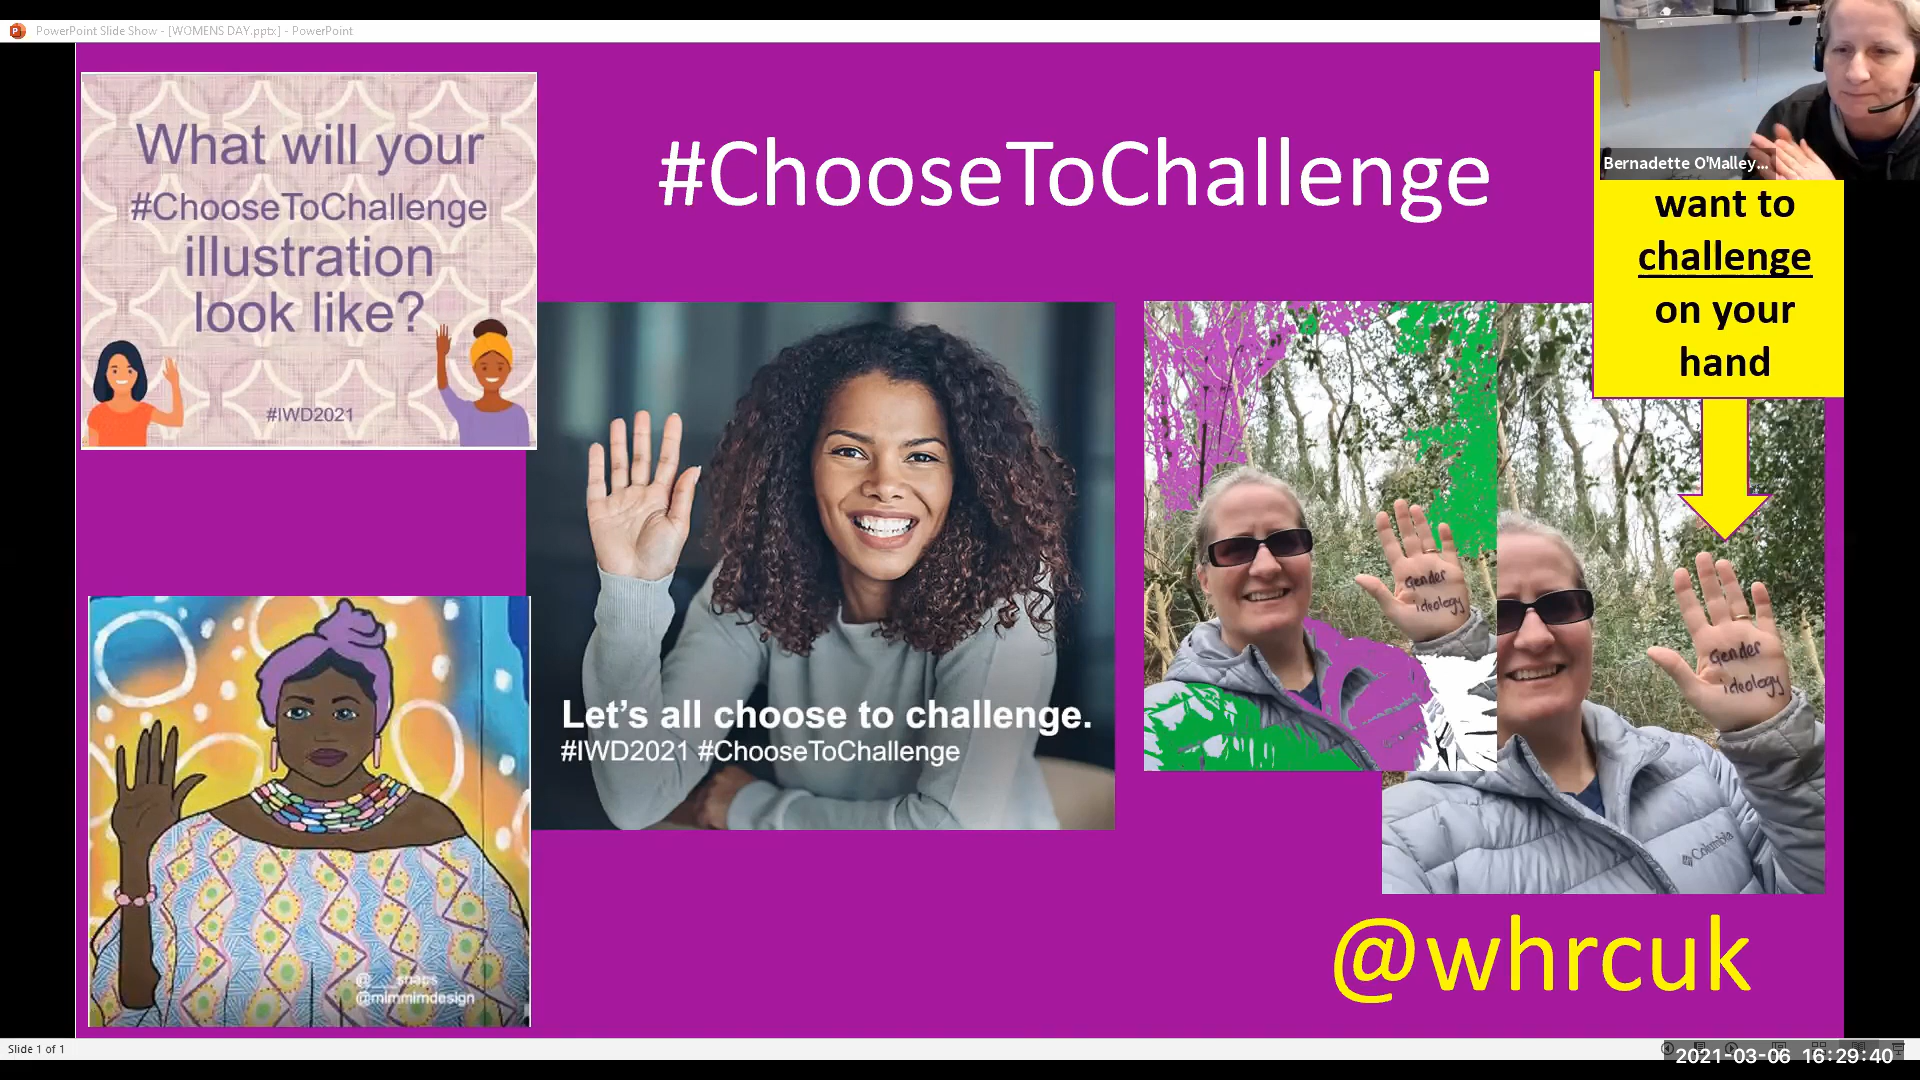 PowerPoint Slide Show - [WOMENS DAY.pptx] - PowerPoint
What will your
#ChooseToChallenge
illustration
look like?
#IWD2021
#ChooseToChallenge
Bernadette O'Malley...
want to
challenge
on your
hand
Gender
ideology
Gender
ideology
Columbia
Let's all choose to challenge.
#IWD2021 #ChooseToChallenge
@mimmimdesign
@whrcuk
Slide 1 of 1
2021-03-06 16:29:40